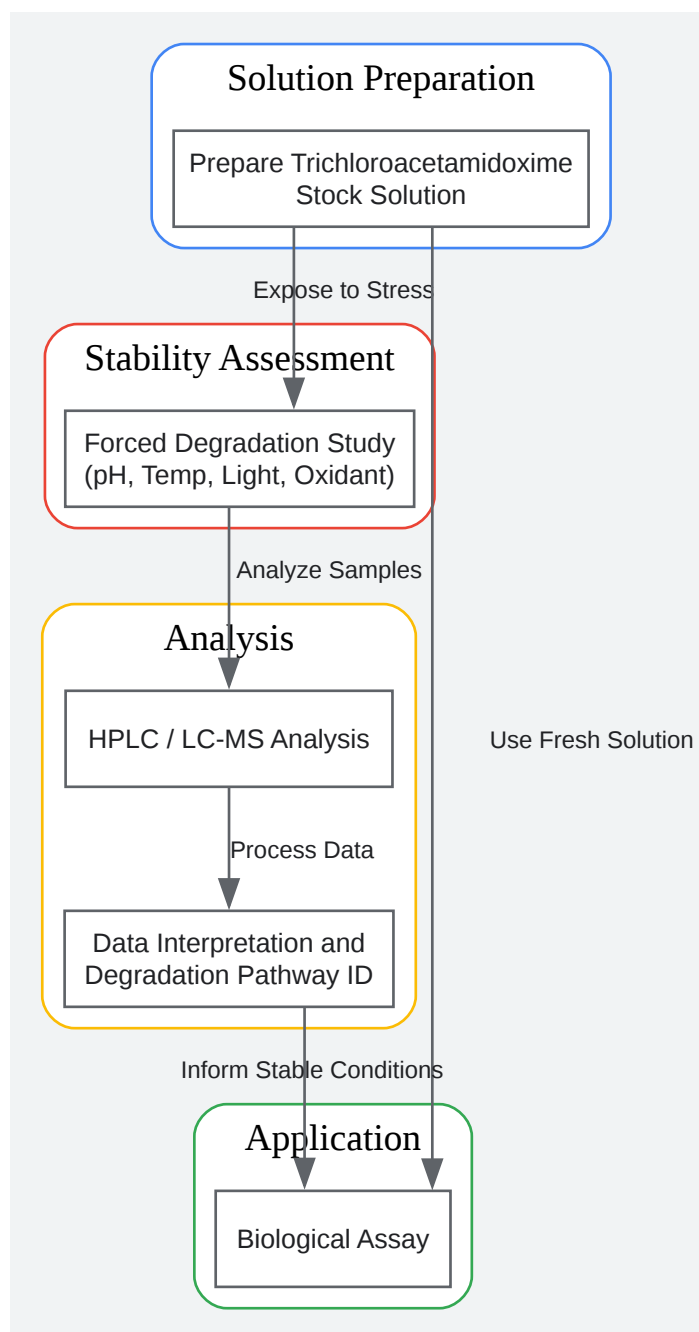 Solution Preparation
Prepare Trichloroacetamidoxime
Stock Solution
Expose to Stress
Stability Assessment
Forced Degradation Study
(pH, Temp, Light, Oxidant)
Analyze Samples
Analysis
HPLC / LC-MS Analysis
Use Fresh Solution
Process Data
Data Interpretation and
Degradation Pathway ID
Inform Stable Conditions
Application
Biological Assay